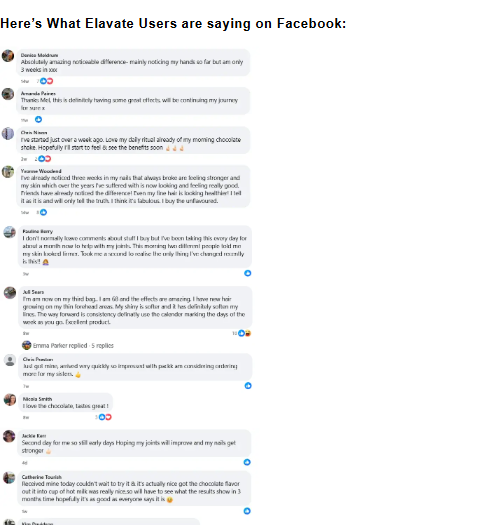 Here's What Elavate Users are saying on Facebook:
Denise Meldrum
Absolutely amazing noticeable difference- mainly noticing my hands so far but am only
3 weeks in xxx
14w
Amanda Paines
Thanks Mel, this is definitely having some great effects, will be continuing my journey
for sure x
11w
Chris Nixon
I've started just over a week ago. Love my daily ritual already of my morning chocolate
shake. Hopefully I'll start to feel & see the benefits soon
2w 2
Yvonne Woodend
I've already noticed three weeks in my nails that always broke are feeling stronger and
my skin which over the years I've suffered with is now looking and feeling really good.
Friends have already noticed the difference! Even my fine hair is looking healthier! I tell
it as it is and will only tell the truth. I think it's fabulous. I buy the unflavoured.
14w
Pauline Barry
I don't normally leave comments about stuff I buy but I've been taking this every day for
about a month now to help with my joints. This morning two different people told me
my skin looked firmer. Took me a second to realise the only thing I've changed recently
is this!!
Juli Sears
I'm am now on my third bag.. I am 60 and the effects are amazing. I have new hair
growing on my thin forehead areas. My shiny is softer and it has definitely soften my
lines. The way forward is consistency definatly use the calender marking the days of the
week as you go. Excellent product.
8w
Emma Parker replied · 5 replies
Chris Preston
Just got mine, arrived very quickly so impressed with packk am considering ordering
more for my sisters.
Nicola Smith
I love the chocolate, tastes great !
8w 3
Jackie Kerr
Second day for me so still early days Hoping my joints will improve and my nails get
stronger
4d
Catherine Tourish
Received mine today couldn't wait to try it & it's actually nice got the chocolate flavor
out it into cup of hot milk was really nice,so will have to see what the results show in 3
months time hopefully it's as good as everyone says it is